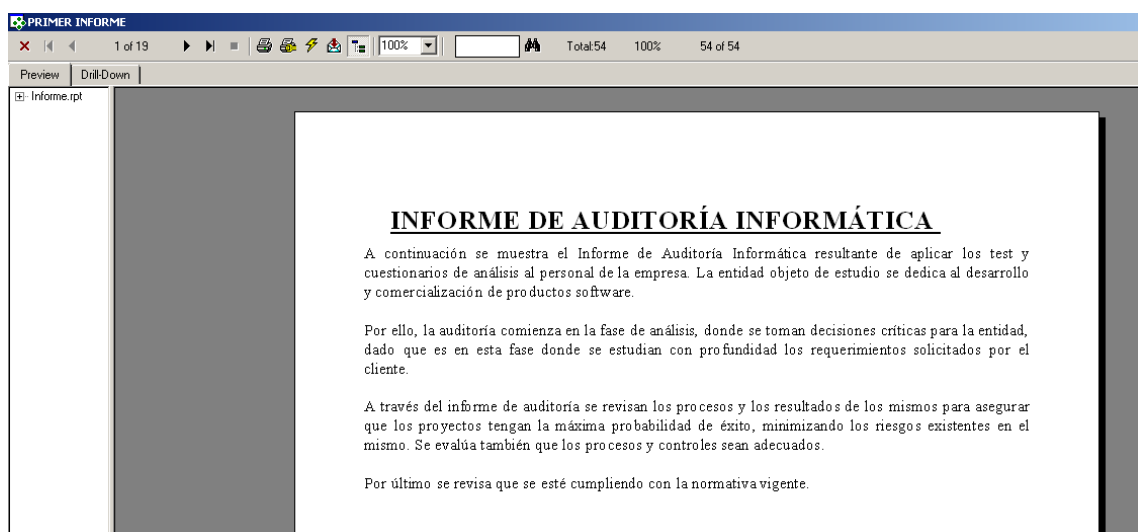 PRIMER INFORME
1 of 19 100% Total:54 100% 54 of 54
Preview Drill-Down
Informe.rpt
INFORME DE AUDITORÍA INFORMÁTICA
A continuación se muestra el Informe de Auditoría Informática resultante de aplicar los test y
cuestionarios de análisis al personal de la empresa. La entidad objeto de estudio se dedica al desarrollo
y comercialización de productos software.
Por ello, la auditoría comienza en la fase de análisis, donde se toman decisiones críticas para la entidad,
dado que es en esta fase donde se estudian con profundidad los requerimientos solicitados por el
cliente.
A través del informe de auditoría se revisan los procesos y los resultados de los mismos para asegurar
que los proyectos tengan la máxima probabilidad de éxito, minimizando los riesgos existentes en el
mismo. Se evalúa también que los procesos y controles sean adecuados.
Por último se revisa que se esté cumpliendo con la normativa vigente.